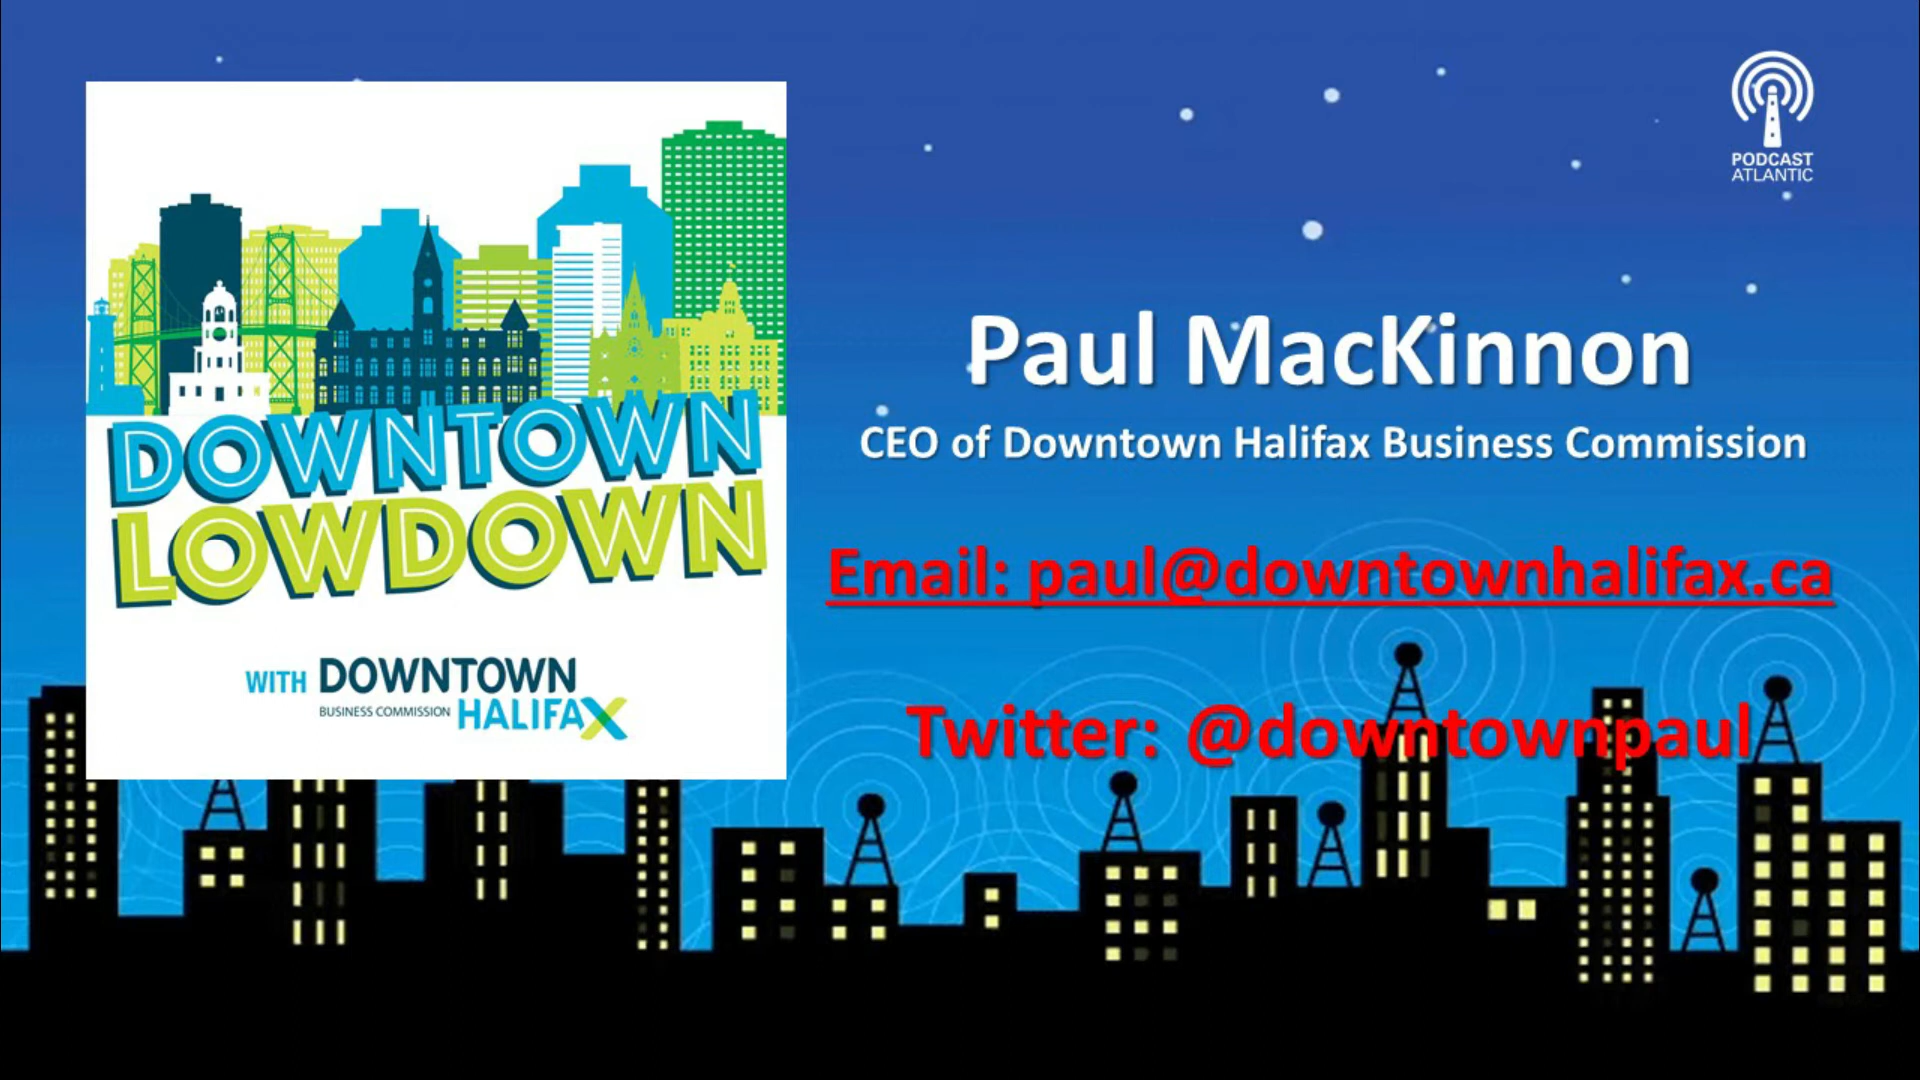 DOWNTOWN
LOWDOWN
WITH DOWNTOWN
BUSINESS COMMISSION HALIFAX
PODCAST
ATLANTIC
Paul MacKinnon
CEO of Downtown Halifax Business Commission
Email: paul@downtownhalifax.ca
Twitter: @downtownpaul